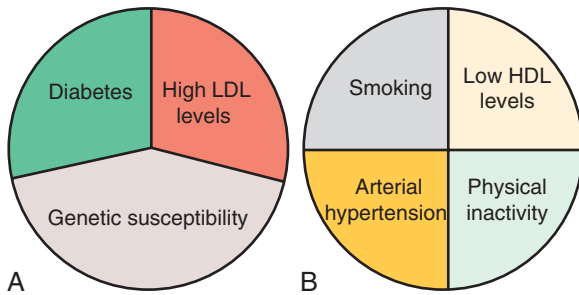 Diabetes
High LDL
levels
Genetic susceptibility
A
Smoking
Low HDL
levels
Arterial
hypertension
Physical
inactivity
B